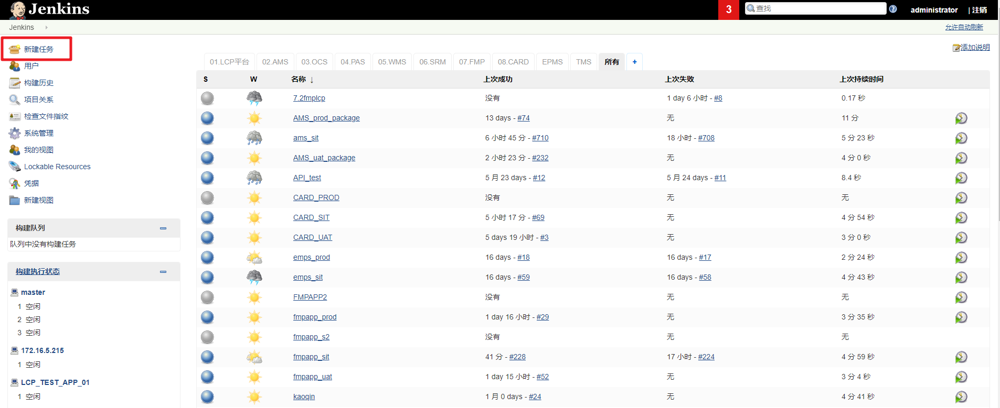 Jenkins
3 查找 administrator | 注销
Jenkins 允许自动刷新
新建任务
用户
构建历史
项目关系
检查文件指纹
系统管理
我的视图
Lockable Resources
凭据
新建视图
构建队列
队列中没有构建任务
构建执行状态
master
1 空闲
2 空闲
3 空闲
172.16.5.215
1 空闲
LCP_TEST_APP_01
1 空闲
添加说明
01.LCP平台 02.AMS 03.OCS 04.PAS 05.WMS 06.SRM 07.FMP 08.CARD EPMS TMS 所有 +
S W 名称 ↓ 上次成功 上次失败 上次持续时间
7.2fmplcp 没有 1 day 6 小时 - #8 0.17 秒
AMS_prod_package 13 days - #74 无 11 分
ams_sit 6 小时 45 分 - #710 18 小时 - #708 5 分 23 秒
AMS_uat_package 2 小时 23 分 - #232 无 4 分 0 秒
API_test 5 月 23 days - #12 5 月 24 days - #11 8.4 秒
CARD_PROD 没有 无 无
CARD_SIT 5 小时 17 分 - #69 无 4 分 54 秒
CARD_UAT 5 days 19 小时 - #3 无 3 分 0 秒
emps_prod 16 days - #18 16 days - #17 2 分 24 秒
emps_sit 16 days - #59 16 days - #58 4 分 43 秒
FMPAPP2 没有 无 无
fmpapp_prod 1 day 16 小时 - #29 无 3 分 35 秒
fmpapp_s2 没有 无 无
fmpapp_sit 41 分 - #228 17 小时 - #224 4 分 59 秒
fmpapp_uat 1 day 15 小时 - #52 无 3 分 4 秒
kaoqin 1 月 0 days - #24 无 4 分 41 秒